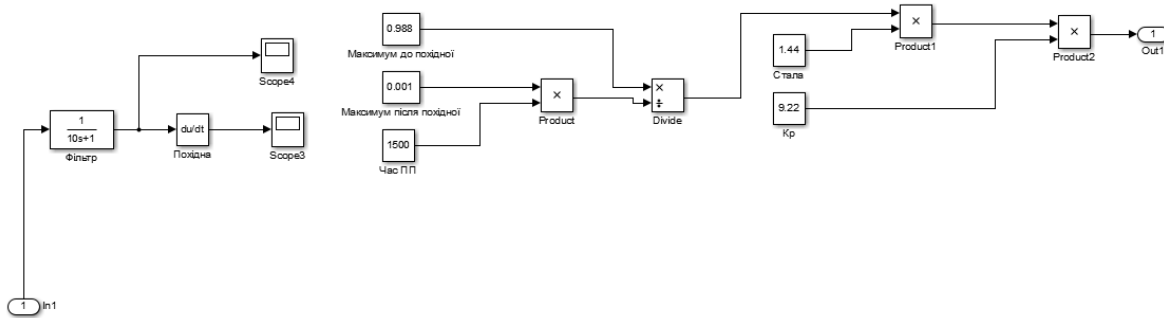 1
In1
1
10s+1
Фільтр
du/dt
Похідна
Scope4
Scope3
0.988
Максимум до похідної
0.001
Максимум після похідної
1500
Час ПП
×
Product
×
÷
Divide
1.44
Стала
9.22
Кр
×
Product1
×
Product2
1
Out1